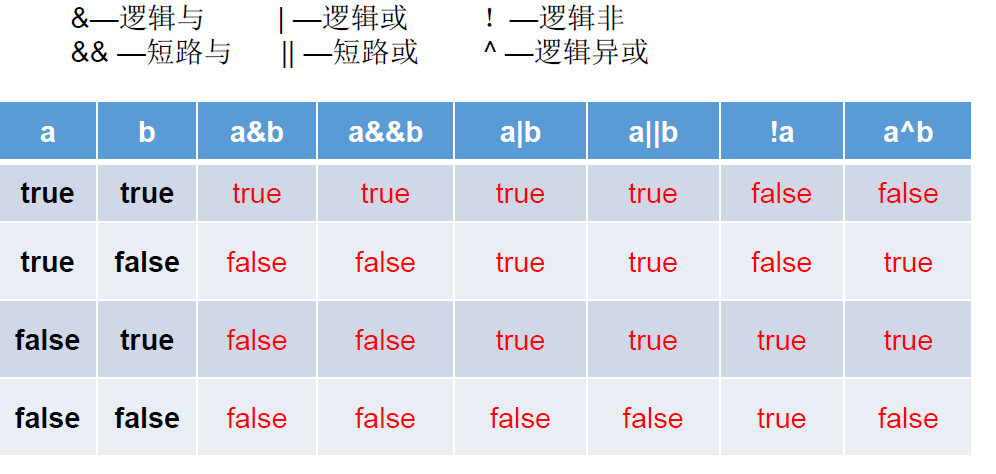 &—逻辑与 |—逻辑或 ！—逻辑非
&& —短路与 || —短路或 ^ —逻辑异或
a b a&b a&&b a|b a||b !a a^b
true true true true true true false false
true false false false true true false true
false true false false true true true true
false false false false false false true false